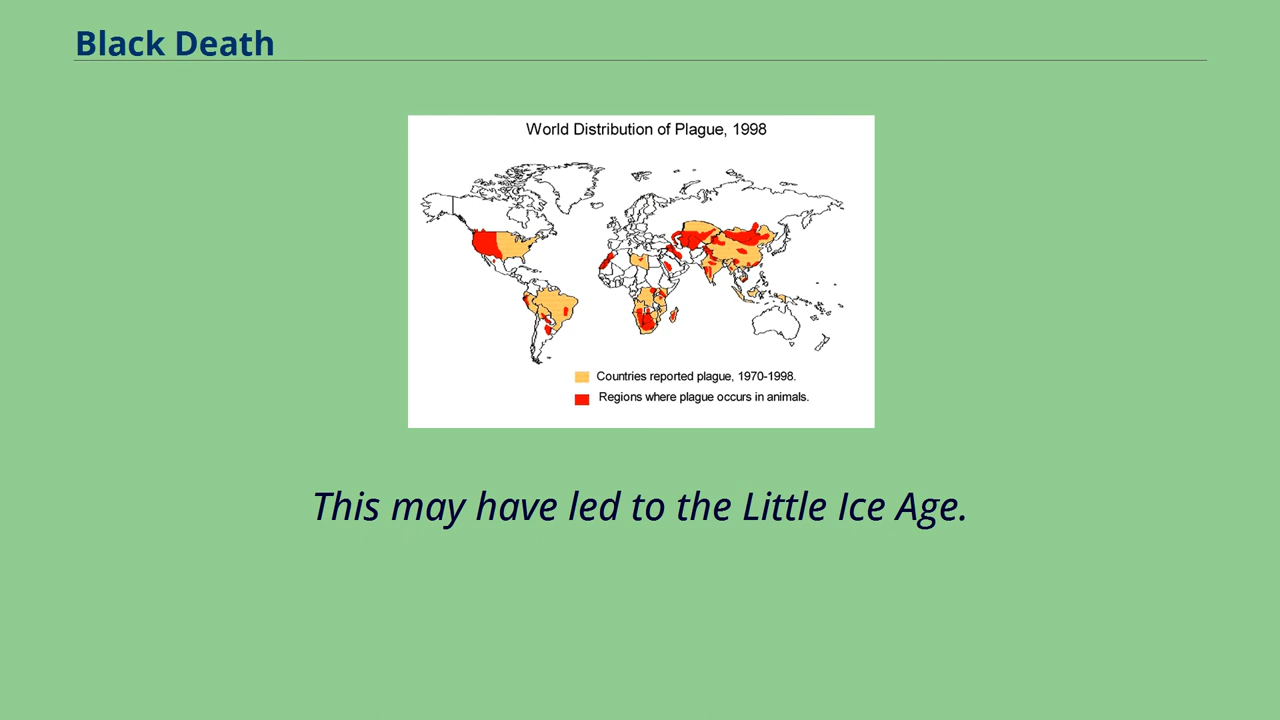 Black Death
World Distribution of Plague, 1998
Countries reported plague, 1970-1998.
Regions where plague occurs in animals.
This may have led to the Little Ice Age.